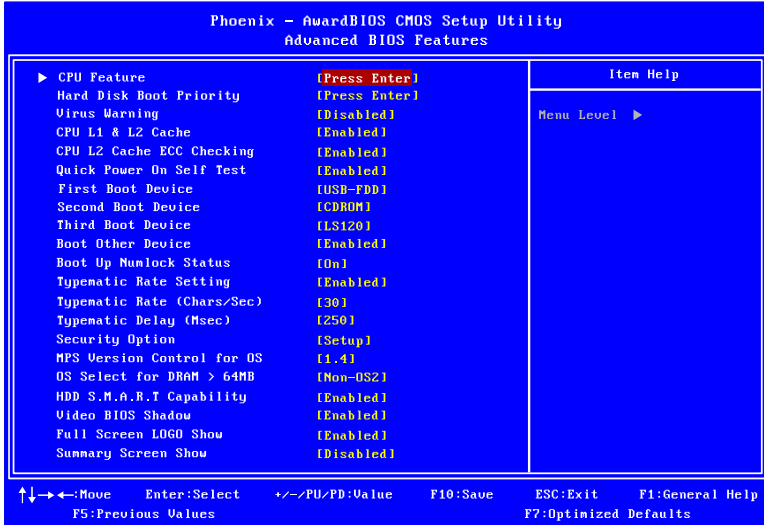 Phoenix – AwardBIOS CMOS Setup Utility
Advanced BIOS Features
CPU Feature [Press Enter]
Hard Disk Boot Priority [Press Enter]
Virus Warning [Disabled]
CPU L1 & L2 Cache [Enabled]
CPU L2 Cache ECC Checking [Enabled]
Quick Power On Self Test [Enabled]
First Boot Device [USB-FDD]
Second Boot Device [CDROM]
Third Boot Device [LS120]
Boot Other Device [Enabled]
Boot Up Numlock Status [On]
Typematic Rate Setting [Enabled]
Typematic Rate (Chars/Sec) [30]
Typematic Delay (Msec) [250]
Security Option [Setup]
MPS Version Control for OS [1.4]
OS Select for DRAM > 64MB [Non-OS2]
HDD S.M.A.R.T Capability [Enabled]
Video BIOS Shadow [Enabled]
Full Screen LOGO Show [Enabled]
Summary Screen Show [Disabled]
Item Help
Menu Level ▶
↑↓→←:Move Enter:Select +/-/PU/PD:Value F10:Save ESC:Exit F1:General Help
F5:Previous Values F7:Optimized Defaults